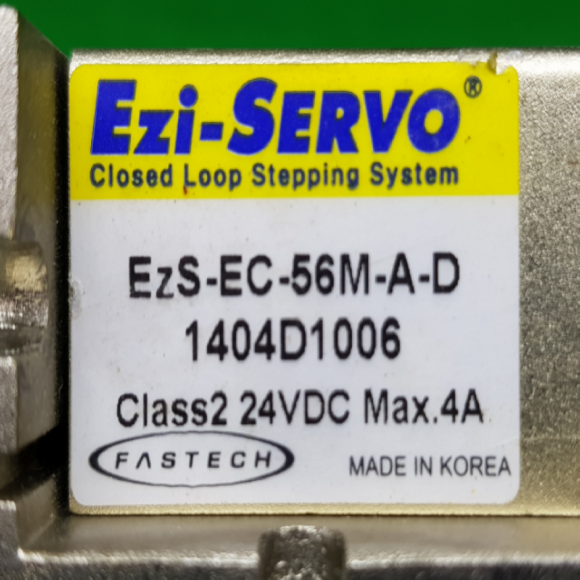 Ezi-SERVO®
Closed Loop Stepping System
EzS-EC-56M-A-D
1404D1006
Class2 24VDC Max.4A
FASTECH
MADE IN KOREA